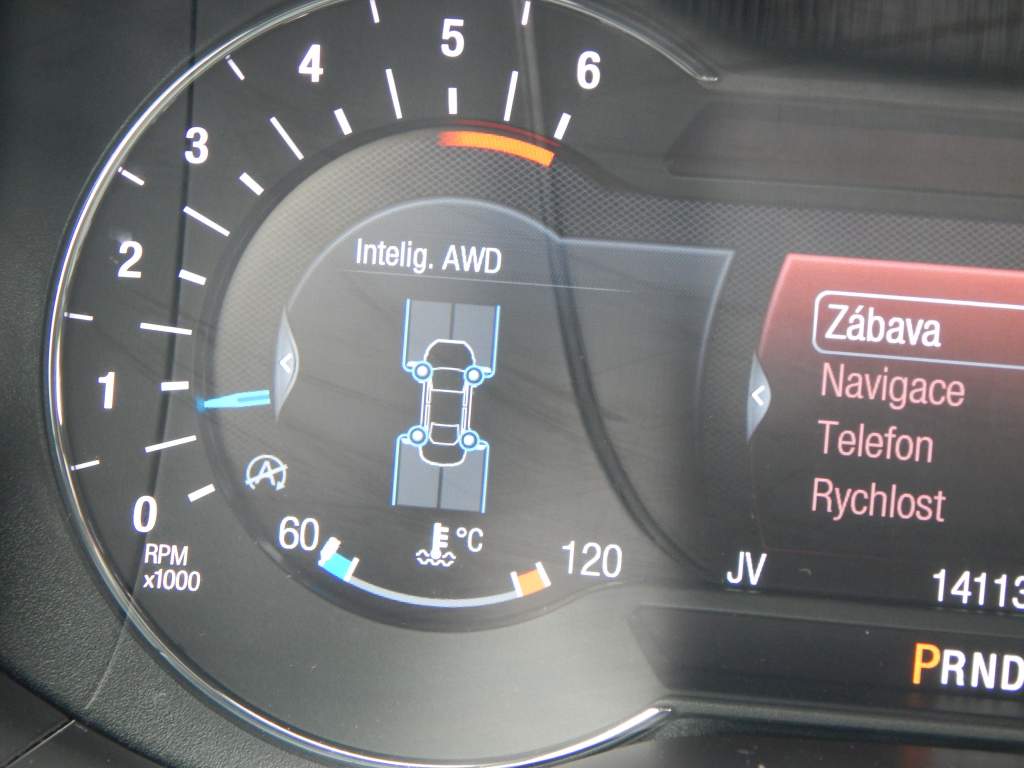 0
1
2
3
4
5
6
RPM
x1000
Intelig. AWD
60
°C
120
Zábava
Navigace
Telefon
Rychlost
JV
14113
PRND